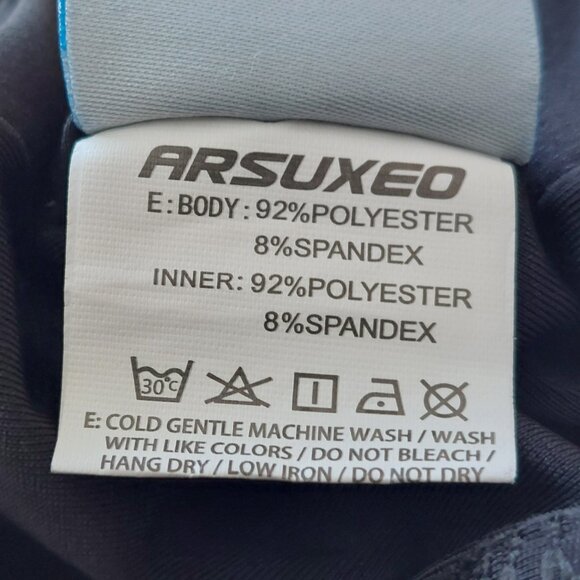 ARSUXEO
E: BODY: 92%POLYESTER
8%SPANDEX
INNER: 92%POLYESTER
8%SPANDEX
30°C
E: COLD GENTLE MACHINE WASH / WASH
WITH LIKE COLORS / DO NOT BLEACH /
HANG DRY / LOW IRON / DO NOT DRY